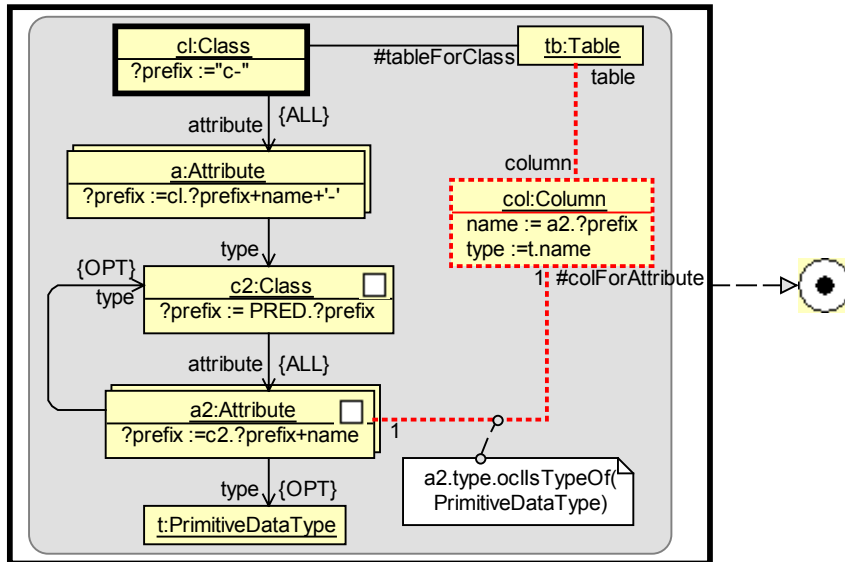 cl:Class
?prefix :="c-"
tb:Table
#tableForClass
table
{ALL}
attribute
a:Attribute
?prefix :=cl.?prefix+name+'-'
column
col:Column
name := a2.?prefix
type :=t.name
type
{OPT}
type
c2:Class
?prefix := PRED.?prefix
1
#colForAttribute
attribute {ALL}
a2:Attribute
?prefix :=c2.?prefix+name
1
a2.type.oclIsTypeOf(
PrimitiveDataType)
type {OPT}
t:PrimitiveDataType